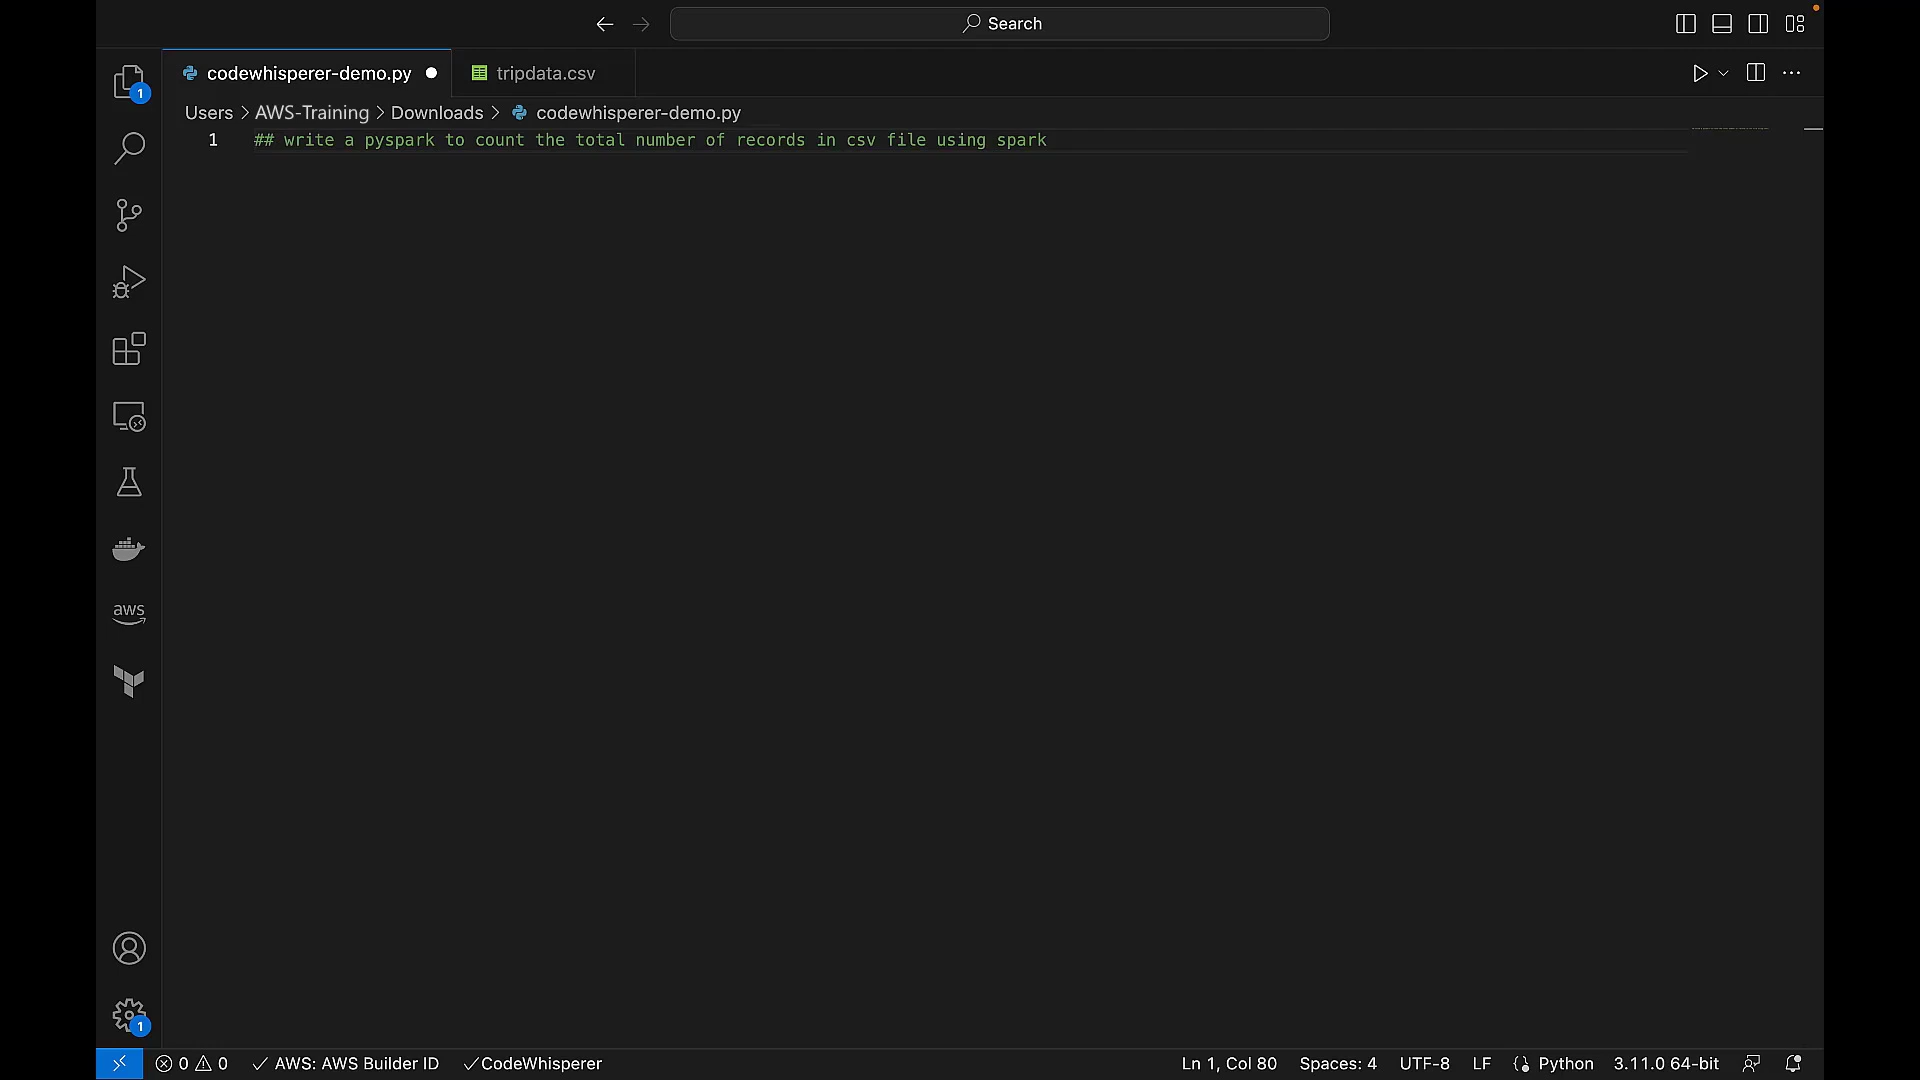 Search
codewhisperer-demo.py
tripdata.csv
Users > AWS-Training > Downloads > codewhisperer-demo.py
1 ## write a pyspark to count the total number of records in csv file using spark
1
aws
1
0 0 AWS: AWS Builder ID CodeWhisperer Ln 1, Col 80 Spaces: 4 UTF-8 LF Python 3.11.0 64-bit